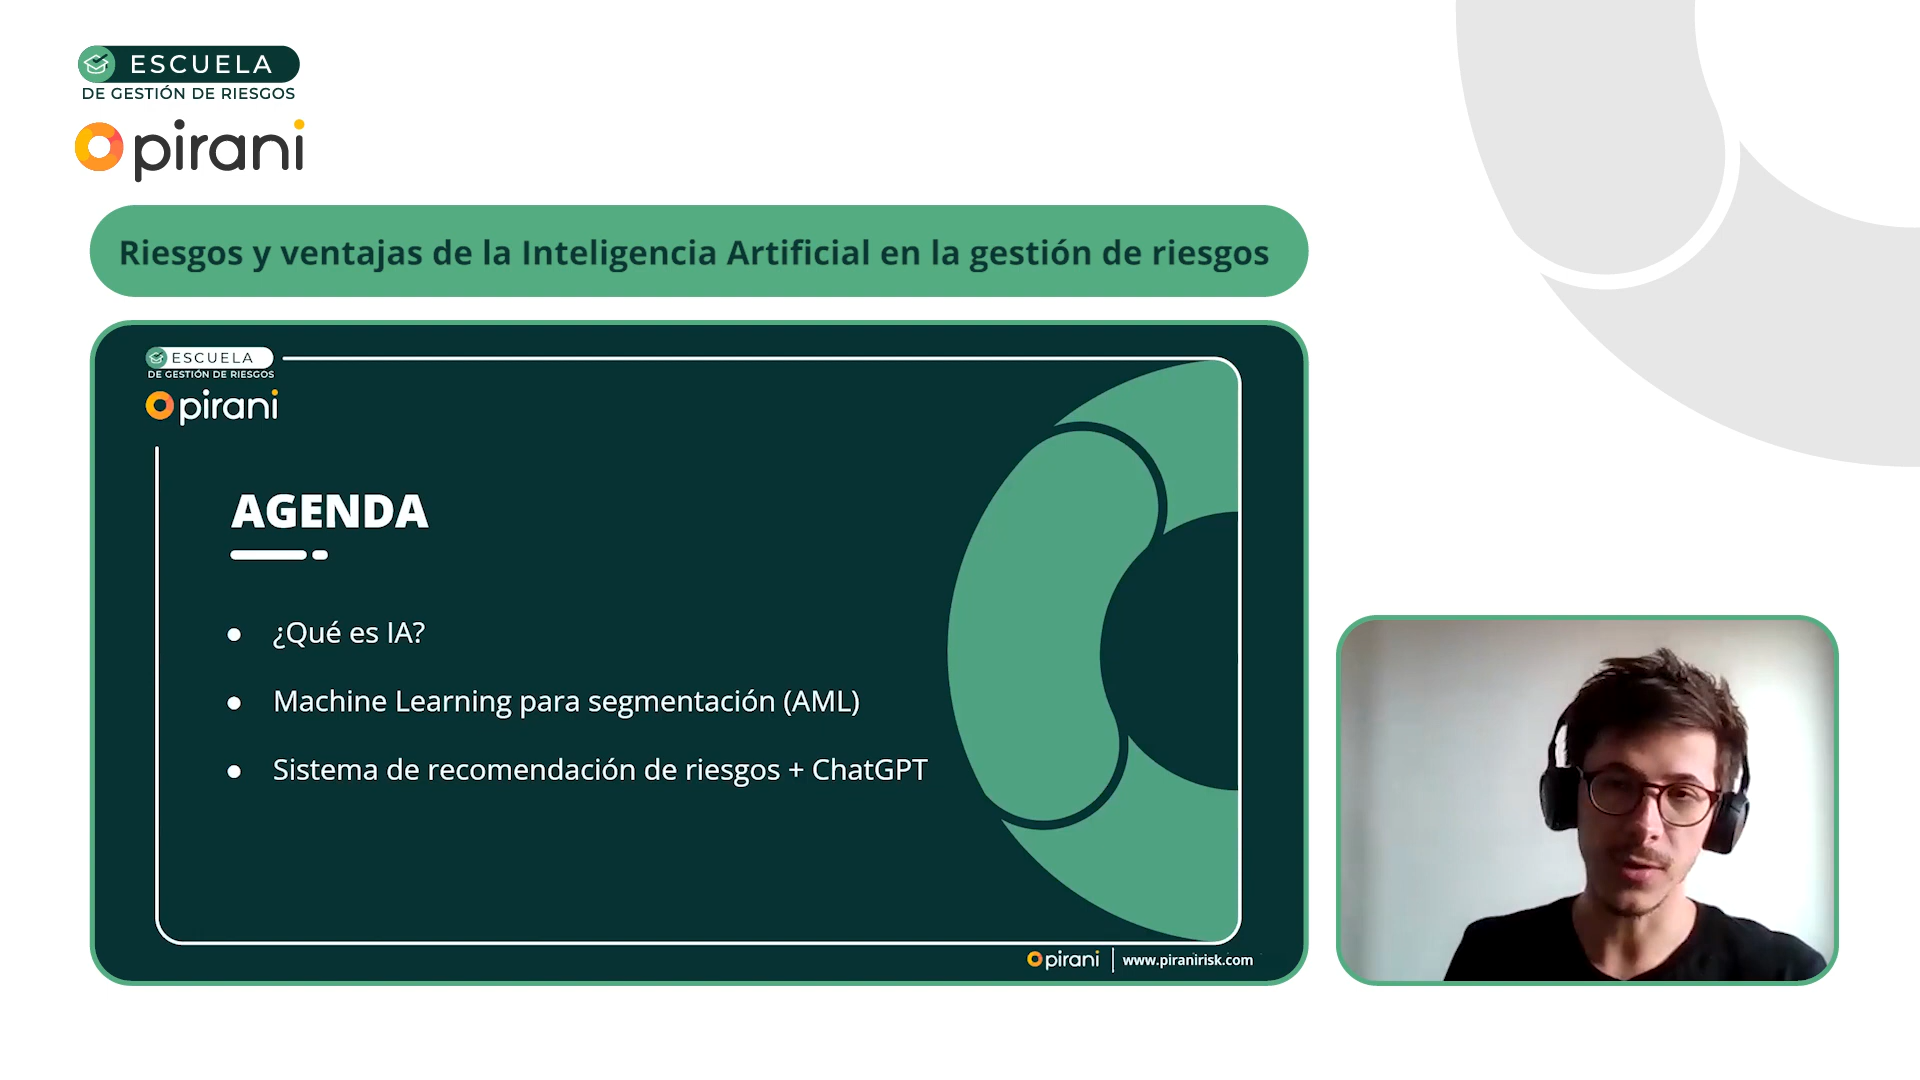 ESCUELA
DE GESTIÓN DE RIESGOS
pirani
Riesgos y ventajas de la Inteligencia Artificial en la gestión de riesgos
ESCUELA
DE GESTIÓN DE RIESGOS
pirani
AGENDA
¿Qué es IA?
Machine Learning para segmentación (AML)
Sistema de recomendación de riesgos + ChatGPT
pirani | www.piranirisk.com